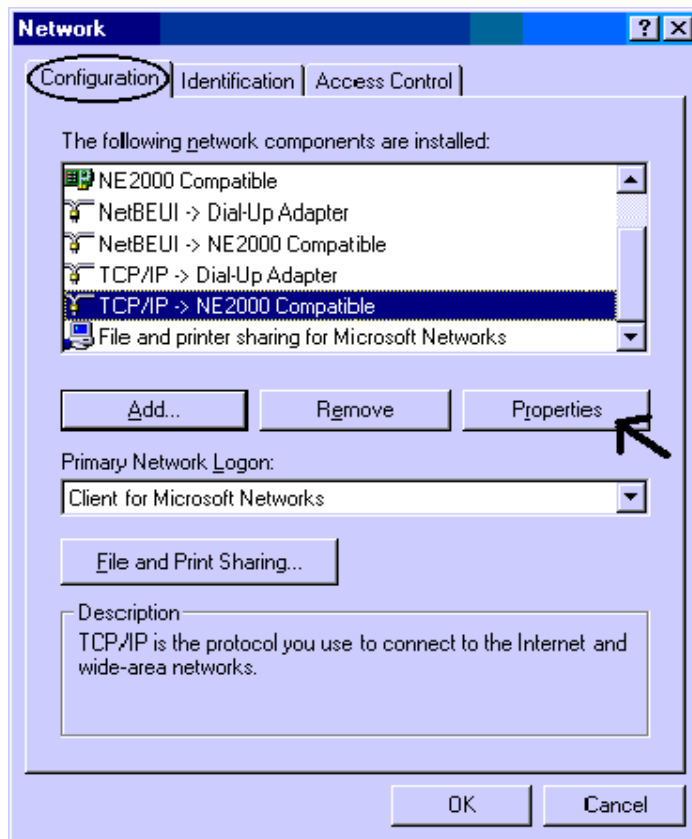 Network
Configuration Identification Access Control
The following network components are installed:
NE2000 Compatible
NetBEUI -> Dial-Up Adapter
NetBEUI -> NE2000 Compatible
TCP/IP -> Dial-Up Adapter
TCP/IP -> NE2000 Compatible
File and printer sharing for Microsoft Networks
Add... Remove Properties
Primary Network Logon:
Client for Microsoft Networks
File and Print Sharing...
Description
TCP/IP is the protocol you use to connect to the Internet and
wide-area networks.
OK Cancel